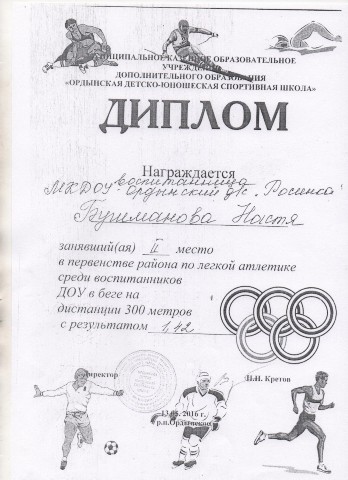 МУНИЦИПАЛЬНОЕ КАЗЕННОЕ ОБРАЗОВАТЕЛЬНОЕ
УЧРЕЖДЕНИЕ
ДОПОЛНИТЕЛЬНОГО ОБРАЗОВАНИЯ
«ОРДЫНСКАЯ ДЕТСКО-ЮНОШЕСКАЯ СПОРТИВНАЯ ШКОЛА»
ДИПЛОМ
Награждается
воспитанница
МКДОУ Ордынский д/с "Росинка"
Настя
занявший(ая) II место
в первенстве района по легкой атлетике
среди воспитанников
ДОУ в беге на
дистанции 300 метров
с результатом 1,42
Директор
Кретов
13.05. 2016 г.
р.п.Ордынское